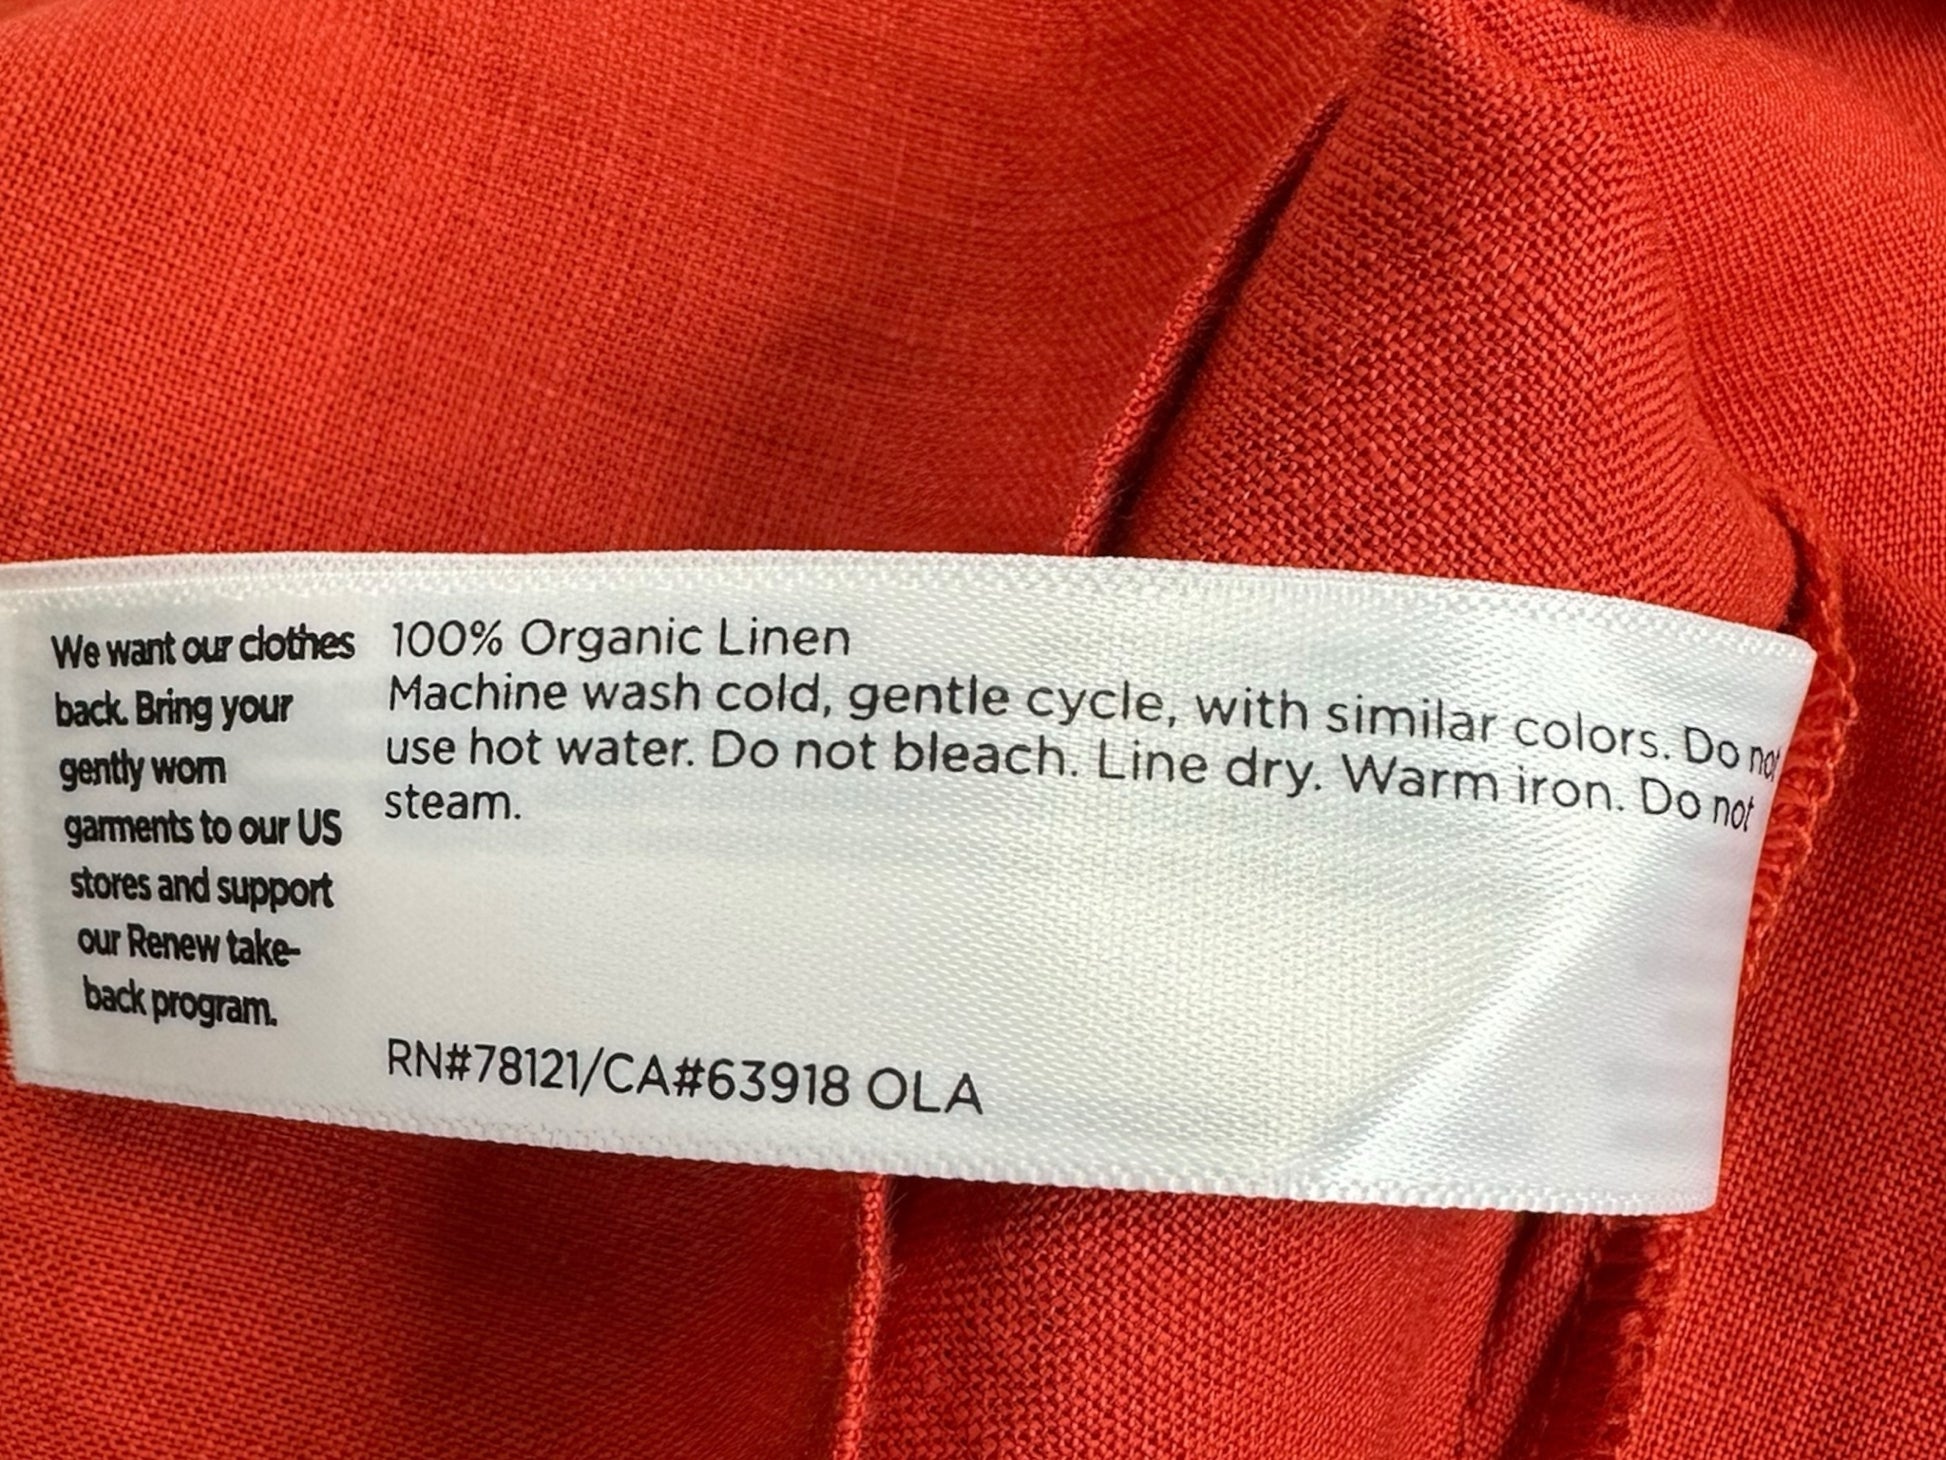 We want our clothes
back. Bring your
gently worn
garments to our US
stores and support
our Renew take-
back program.
100% Organic Linen
Machine wash cold, gentle cycle, with similar colors. Do not
use hot water. Do not bleach. Line dry. Warm iron. Do not
steam.
RN#78121/CA#63918 OLA